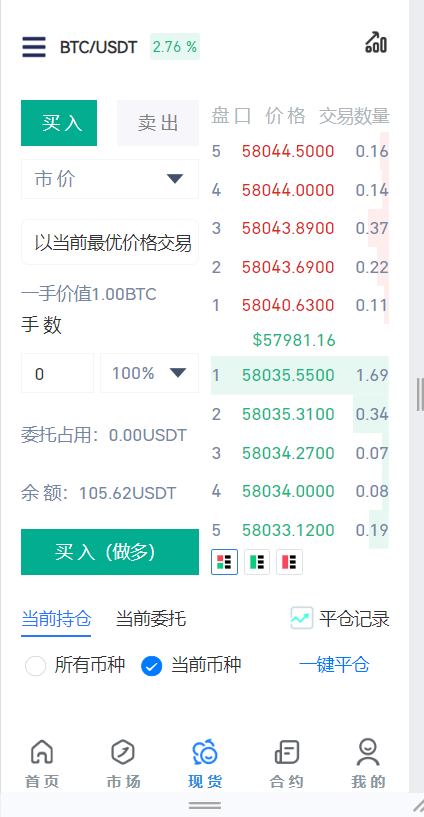 BTC/USDT 2.76 %
买入 卖出
市价
以当前最优价格交易
一手价值1.00BTC
手数
0 100%
委托占用：0.00USDT
余额：105.62USDT
买入（做多）
盘口 价格 交易数量
5 58044.5000 0.16
4 58044.0000 0.14
3 58043.8900 0.37
2 58043.6900 0.22
1 58040.6300 0.11
$57981.16
1 58035.5500 1.69
2 58035.3100 0.34
3 58034.2700 0.07
4 58034.0000 0.08
5 58033.1200 0.19
当前持仓 当前委托 平仓记录
所有币种 当前币种 一键平仓
首页 市场 现货 合约 我的